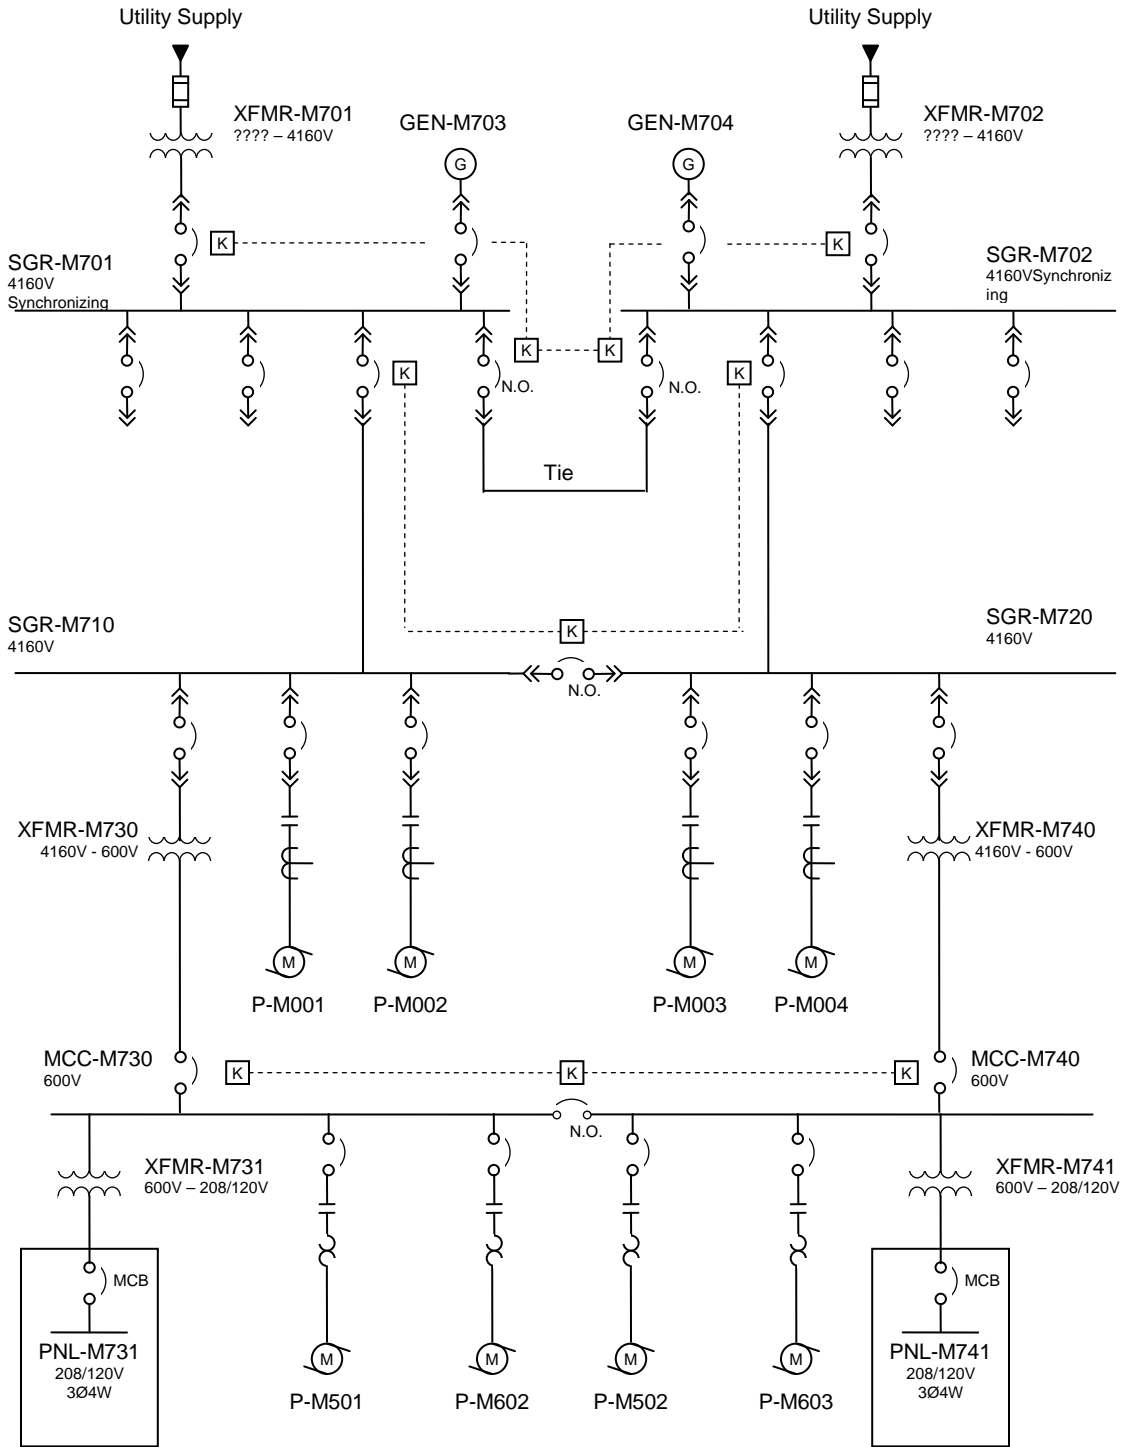 Utility Supply
Utility Supply
XFMR-M701
???? – 4160V
GEN-M703
GEN-M704
XFMR-M702
???? – 4160V
G
G
K
K
SGR-M701
4160V
Synchronizing
SGR-M702
4160VSynchroniz
ing
K
K
K
K
N.O.
N.O.
Tie
SGR-M710
4160V
K
SGR-M720
4160V
N.O.
XFMR-M730
4160V - 600V
XFMR-M740
4160V - 600V
M
M
M
M
P-M001
P-M002
P-M003
P-M004
MCC-M730
600V
K
K
K
MCC-M740
600V
N.O.
XFMR-M731
600V – 208/120V
XFMR-M741
600V – 208/120V
MCB
MCB
PNL-M731
208/120V
3Ø4W
M
M
M
M
PNL-M741
208/120V
3Ø4W
P-M501
P-M602
P-M502
P-M603